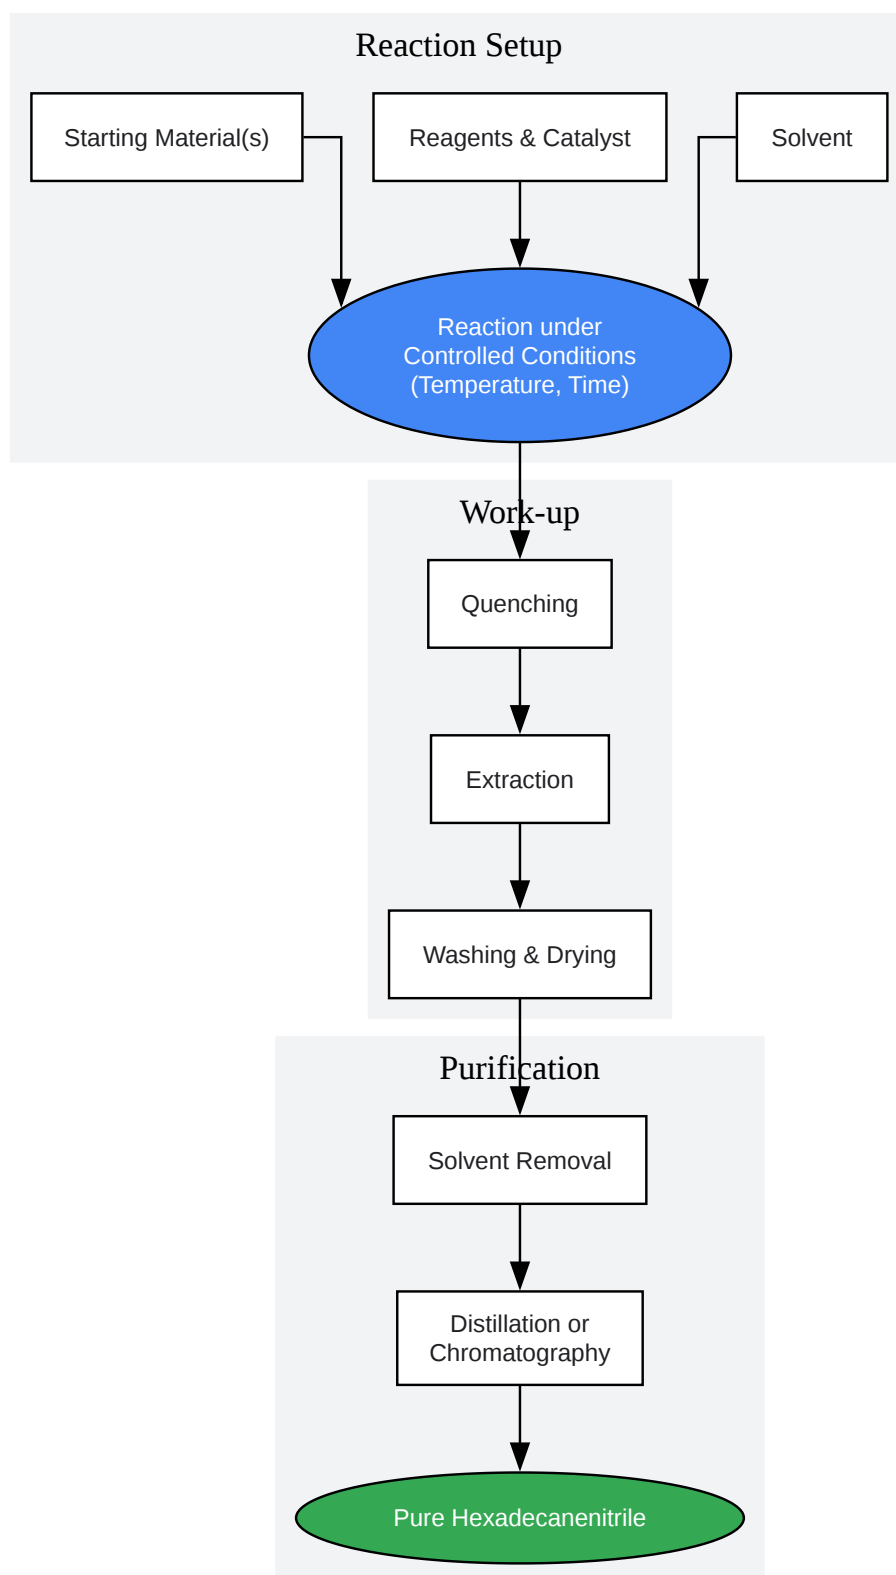 Reaction Setup
Starting Material(s)
Reagents & Catalyst
Solvent
Reaction under
Controlled Conditions
(Temperature, Time)
Work-up
Quenching
Extraction
Washing & Drying
Purification
Solvent Removal
Distillation or
Chromatography
Pure Hexadecanenitrile